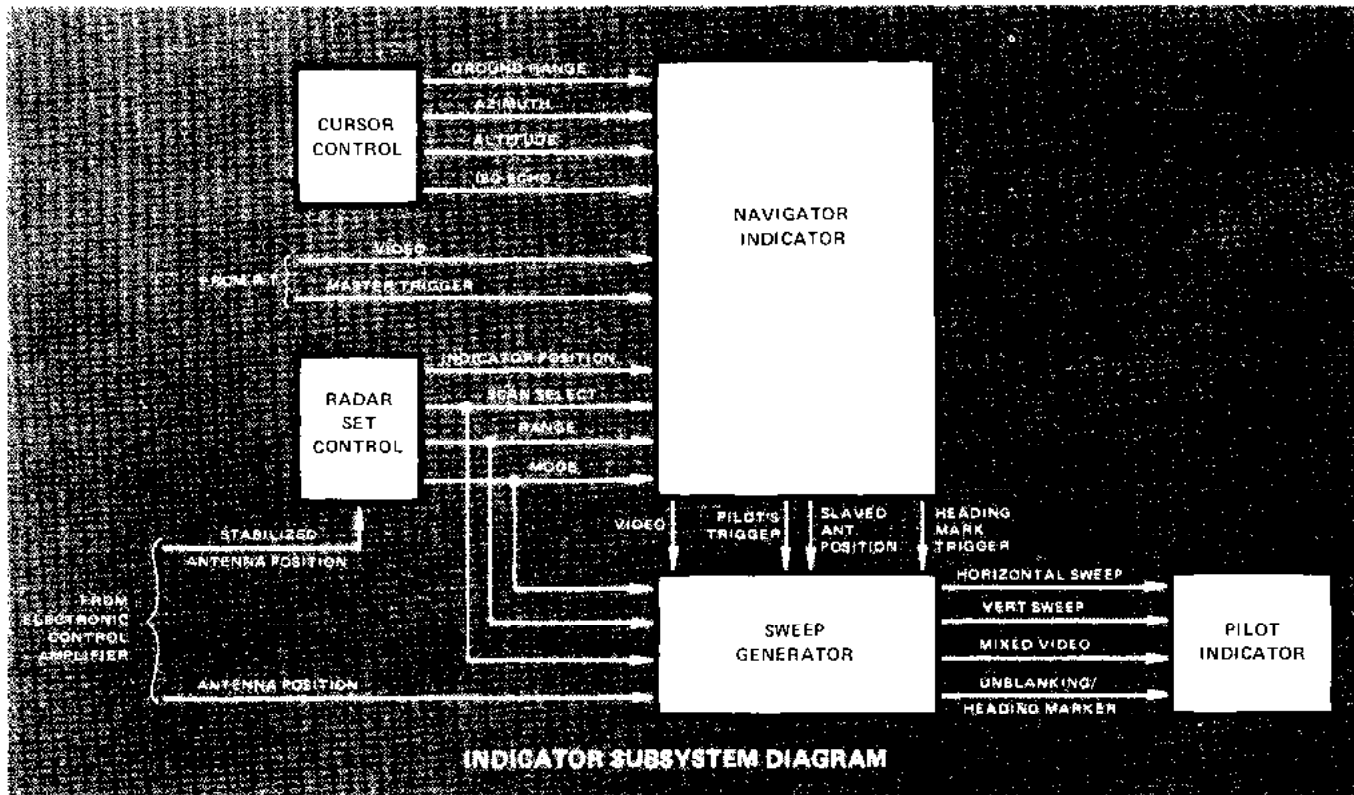 GROUND RANGE
AZIMUTH
CURSOR
CONTROL
ALTITUDE
ISO ECHO
NAVIGATOR
INDICATOR
VIDEO
FROM R-T
MASTER TRIGGER
INDICATOR POSITION
RADAR
SET
CONTROL
SCAN SELECT
RANGE
MODE
VIDEO
PILOT'S
TRIGGER
SLAVED
ANT.
POSITION
HEADING
MARK
TRIGGER
STABILIZED
ANTENNA POSITION
FROM
ELECTRONIC
CONTROL
AMPLIFIER
ANTENNA POSITION
SWEEP
GENERATOR
HORIZONTAL SWEEP
VERT SWEEP
MIXED VIDEO
UNBLANKING/
HEADING MARKER
PILOT
INDICATOR
INDICATOR SUBSYSTEM DIAGRAM